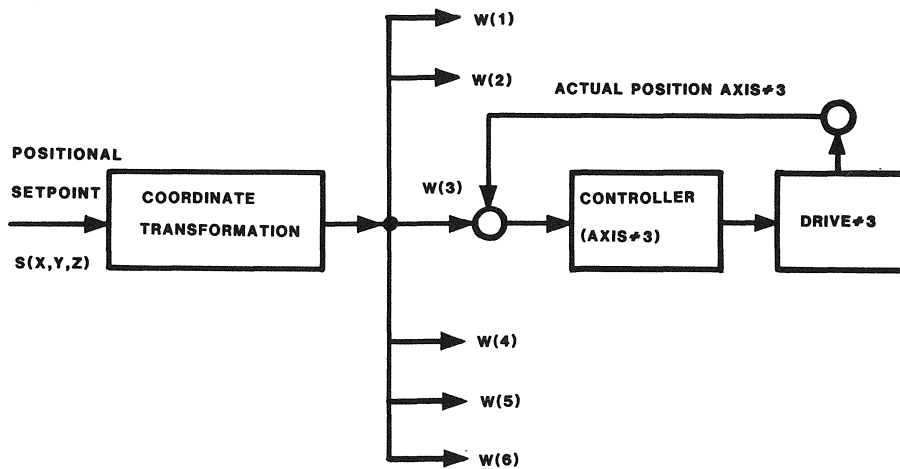 W(1)
W(2)
ACTUAL POSITION AXIS≠3
POSITIONAL
SETPOINT
S(X,Y,Z)
COORDINATE
TRANSFORMATION
W(3)
CONTROLLER
(AXIS≠3)
DRIVE≠3
W(4)
W(5)
W(6)